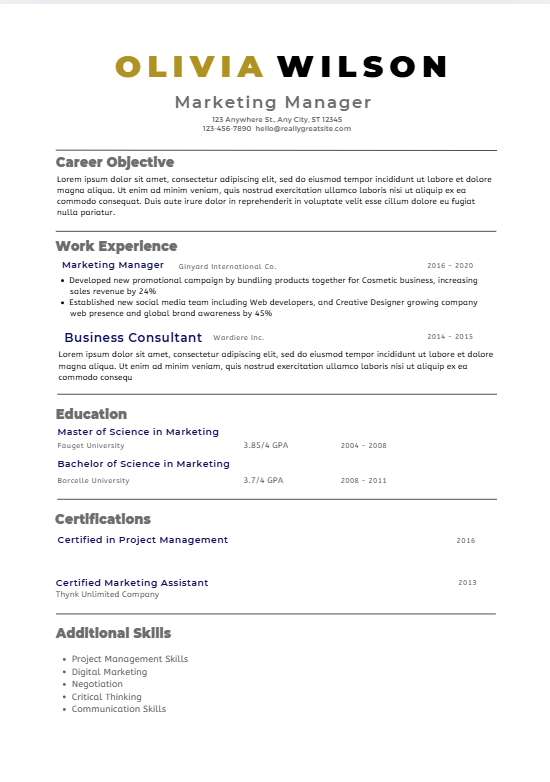 OLIVIA WILSON
Marketing Manager
123 Anywhere St., Any City, ST 12345
123-456-7890 hello@reallygreatsite.com
Career Objective
Lorem ipsum dolor sit amet, consectetur adipiscing elit, sed do eiusmod tempor incididunt ut labore et dolore
magna aliqua. Ut enim ad minim veniam, quis nostrud exercitation ullamco laboris nisi ut aliquip ex ea
commodo consequat. Duis aute irure dolor in reprehenderit in voluptate velit esse cillum dolore eu fugiat
nulla pariatur.
Work Experience
Marketing Manager Ginyard International Co. 2016 - 2020
• Developed new promotional campaign by bundling products together for Cosmetic business, increasing
sales revenue by 24%
• Established new social media team including Web developers, and Creative Designer growing company
web presence and global brand awareness by 45%
Business Consultant Wardiere Inc. 2014 - 2015
Lorem ipsum dolor sit amet, consectetur adipiscing elit, sed do eiusmod tempor incididunt ut labore et dolore
magna aliqua. Ut enim ad minim veniam, quis nostrud exercitation ullamco laboris nisi ut aliquip ex ea
commodo consequ
Education
Master of Science in Marketing
Fauget University 3.85/4 GPA 2004 - 2008
Bachelor of Science in Marketing
Borcelle University 3.7/4 GPA 2008 - 2011
Certifications
Certified in Project Management 2016
Certified Marketing Assistant 2013
Thynk Unlimited Company
Additional Skills
• Project Management Skills
• Digital Marketing
• Negotiation
• Critical Thinking
• Communication Skills